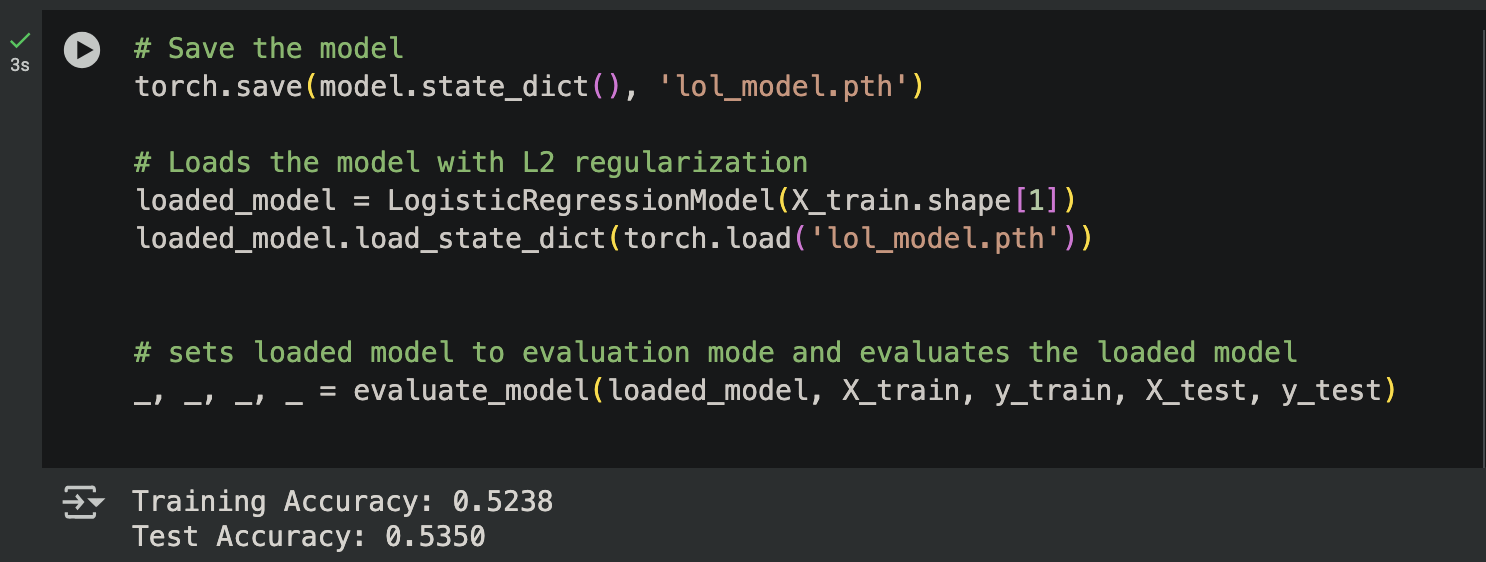 3s
# Save the model
torch.save(model.state_dict(), 'lol_model.pth')
# Loads the model with L2 regularization
loaded_model = LogisticRegressionModel(X_train.shape[1])
loaded_model.load_state_dict(torch.load('lol_model.pth'))
# sets loaded model to evaluation mode and evaluates the loaded model
_, _, _, _ = evaluate_model(loaded_model, X_train, y_train, X_test, y_test)
Training Accuracy: 0.5238
Test Accuracy: 0.5350